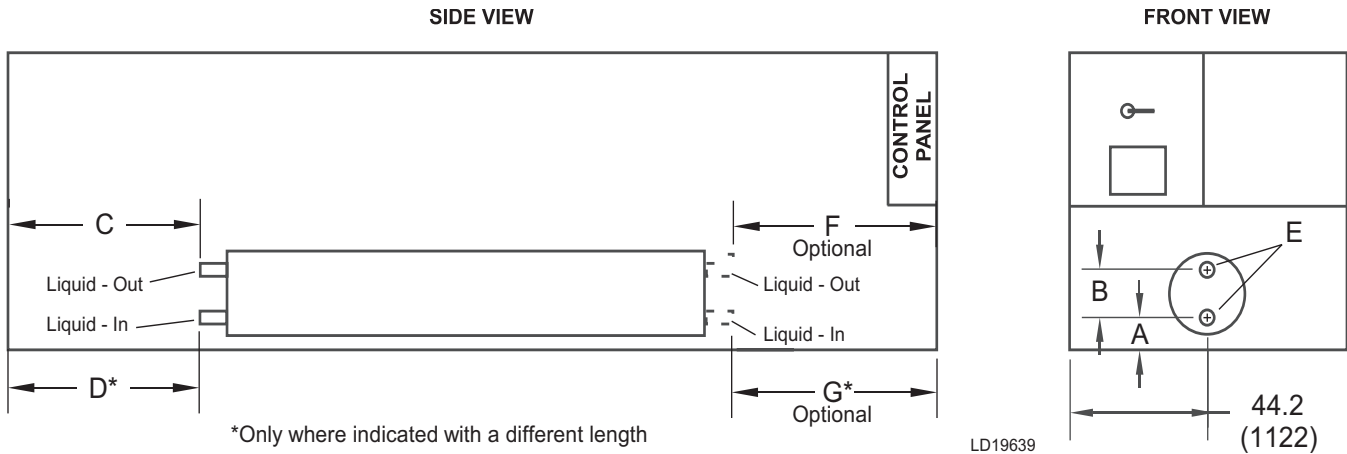 SIDE VIEW
FRONT VIEW
CONTROL
PANEL
C
F
Optional
E
Liquid - Out
Liquid - Out
B
Liquid - In
Liquid - In
A
D*
G*
Optional
44.2
(1122)
*Only where indicated with a different length
LD19639